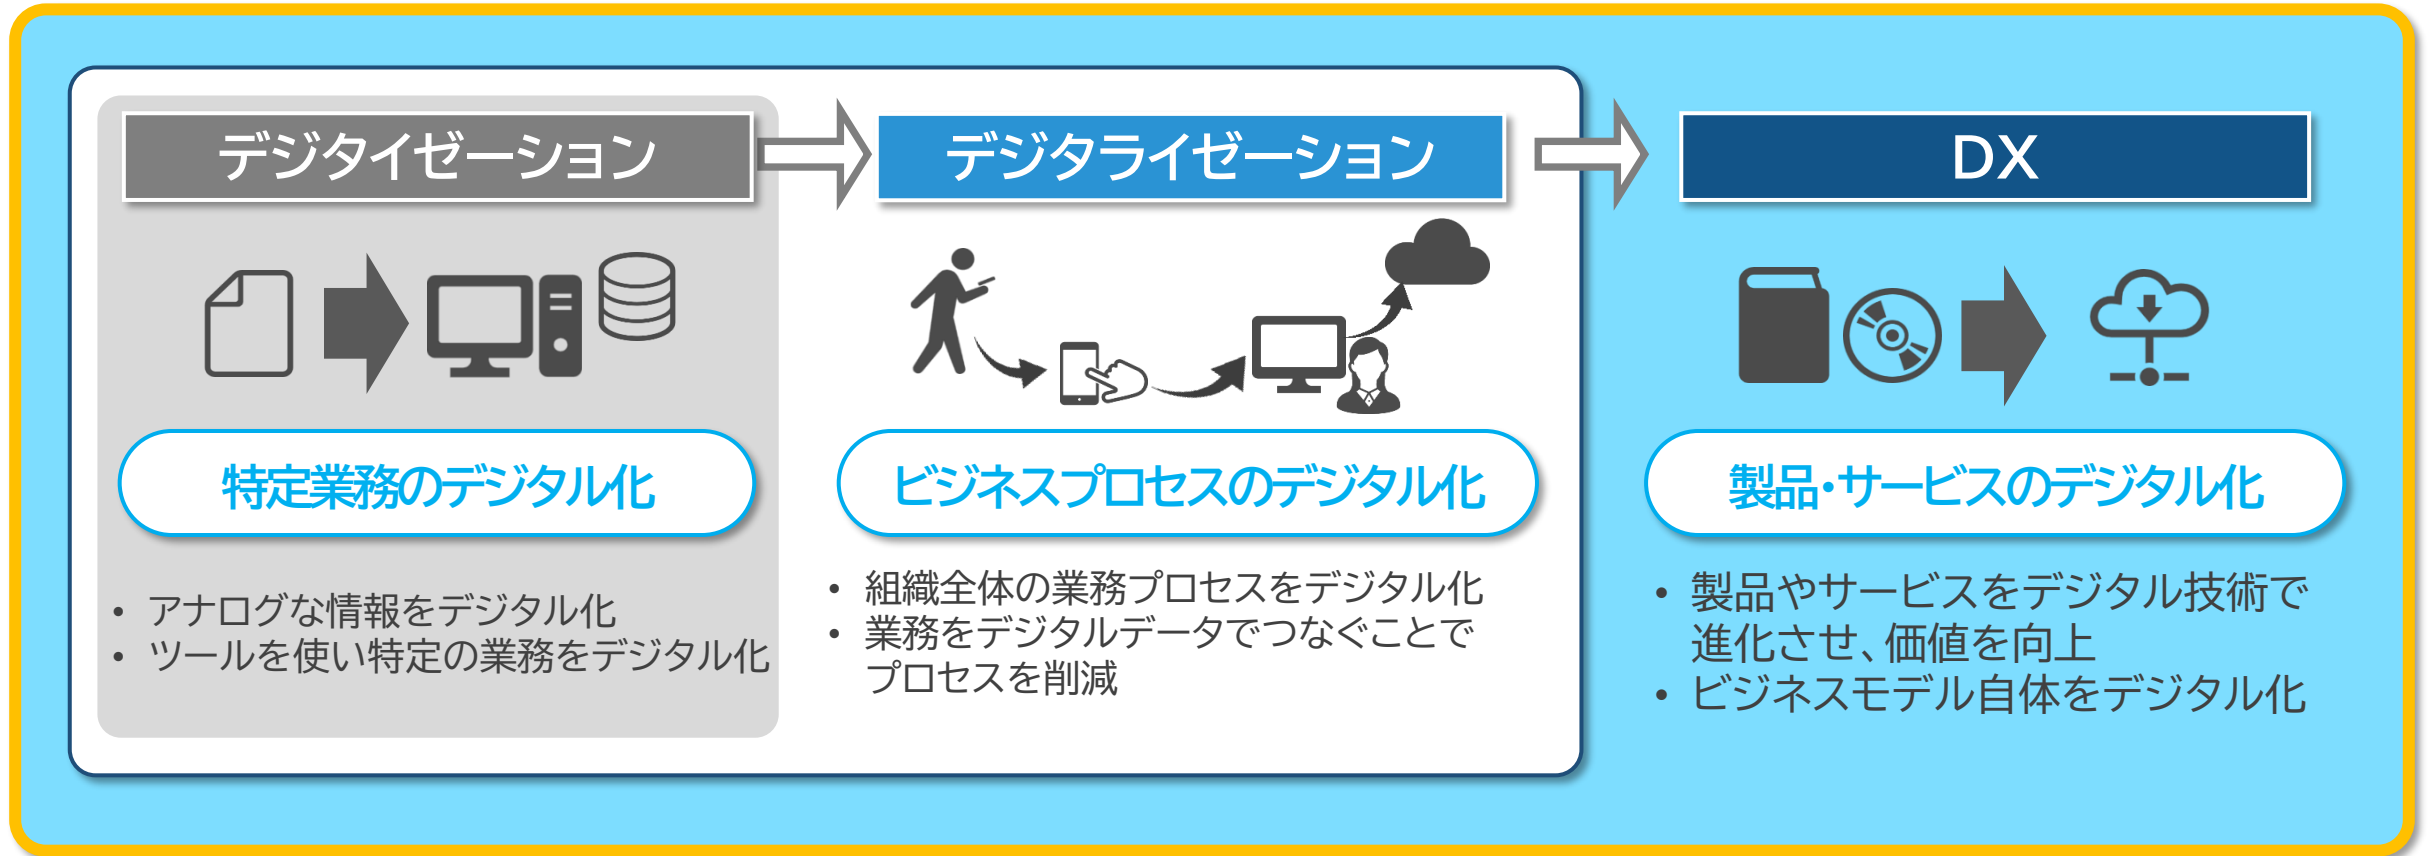 デジタイゼーション
デジタライゼーション
DX
特定業務のデジタル化
ビジネスプロセスのデジタル化
製品・サービスのデジタル化
• アナログな情報をデジタル化
• ツールを使い特定の業務をデジタル化
• 組織全体の業務プロセスをデジタル化
• 業務をデジタルデータでつなぐことで
プロセスを削減
• 製品やサービスをデジタル技術で
進化させ、価値を向上
• ビジネスモデル自体をデジタル化